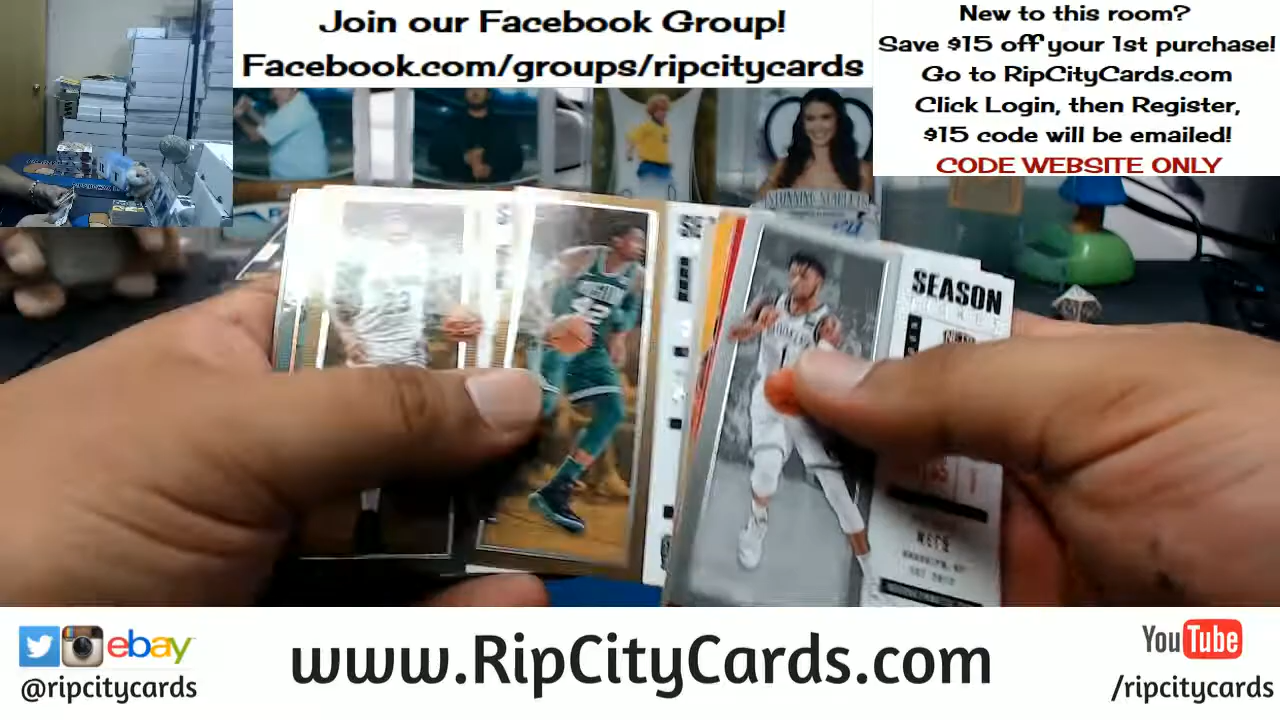 Join our Facebook Group!
Facebook.com/groups/ripcitycards
New to this room?
Save $15 off your 1st purchase!
Go to RipCityCards.com
Click Login, then Register,
$15 code will be emailed!
CODE WEBSITE ONLY
STUNNING STARLETS
SEASON
NETS
ebay
@ripcitycards
www.RipCityCards.com
YouTube
/ripcitycards